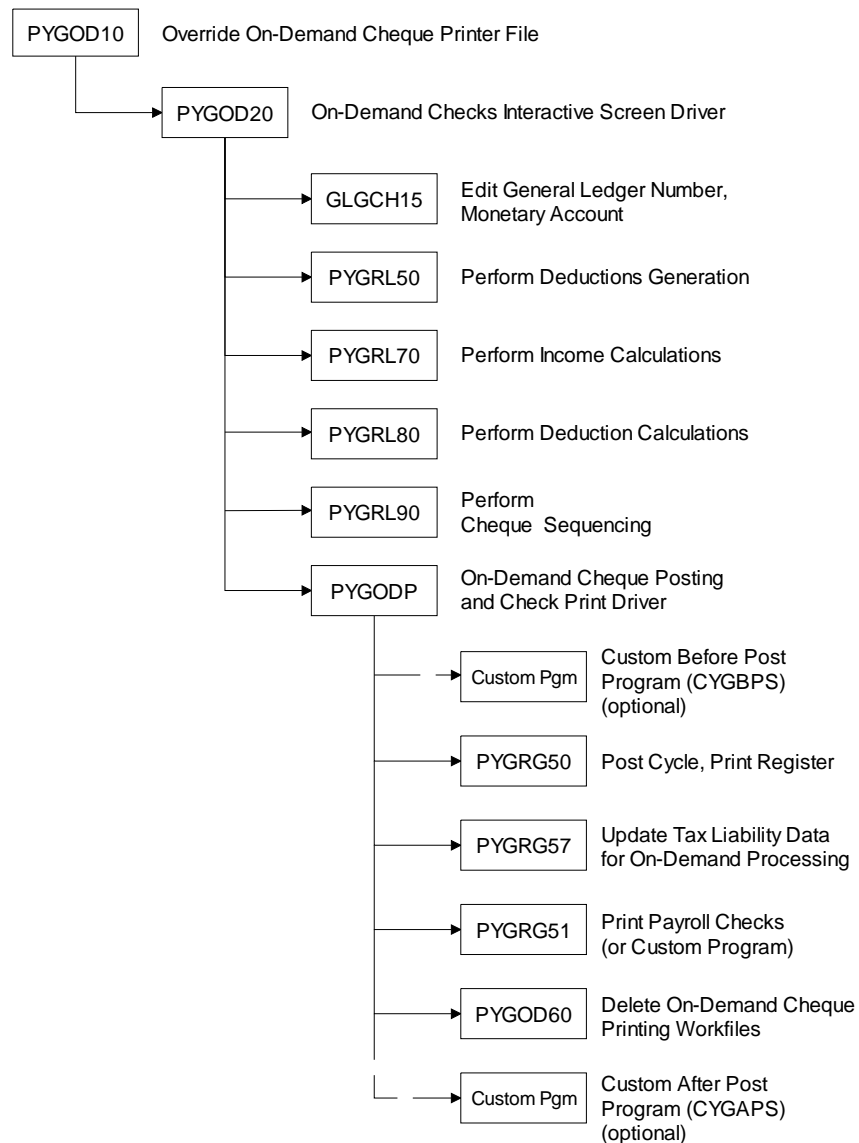 PYGOD10 Override On-Demand Cheque Printer File
PYGOD20 On-Demand Checks Interactive Screen Driver
GLGCH15 Edit General Ledger Number,
Monetary Account
PYGRL50 Perform Deductions Generation
PYGRL70 Perform Income Calculations
PYGRL80 Perform Deduction Calculations
PYGRL90 Perform
Cheque Sequencing
PYGODP On-Demand Cheque Posting
and Check Print Driver
Custom Pgm Custom Before Post
Program (CYGBPS)
(optional)
PYGRG50 Post Cycle, Print Register
PYGRG57 Update Tax Liability Data
for On-Demand Processing
PYGRG51 Print Payroll Checks
(or Custom Program)
PYGOD60 Delete On-Demand Cheque
Printing Workfiles
Custom Pgm Custom After Post
Program (CYGAPS)
(optional)